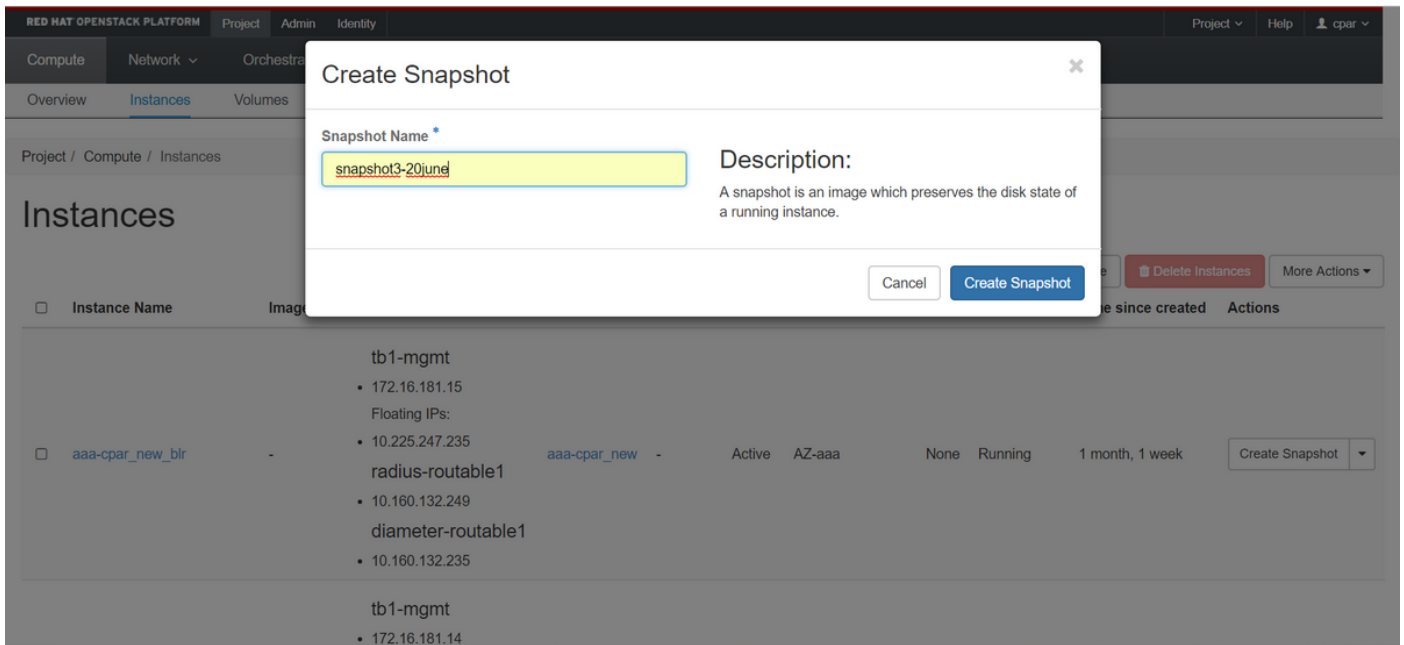 RED HAT OPENSTACK PLATFORM Project Admin Identity Project Help cpar
Compute Network Orchestra
Overview Instances Volumes
Create Snapshot
Snapshot Name *
snapshot3-20june
Description:
A snapshot is an image which preserves the disk state of
a running instance.
Cancel Create Snapshot
Project / Compute / Instances
Instances
e Delete Instances More Actions
Instance Name Image e since created Actions
tb1-mgmt
• 172.16.181.15
Floating IPs:
• 10.225.247.235
aaa-cpar_new_blr - aaa-cpar_new - Active AZ-aaa None Running 1 month, 1 week Create Snapshot
radius-routable1
• 10.160.132.249
diameter-routable1
• 10.160.132.235
tb1-mgmt
• 172.16.181.14